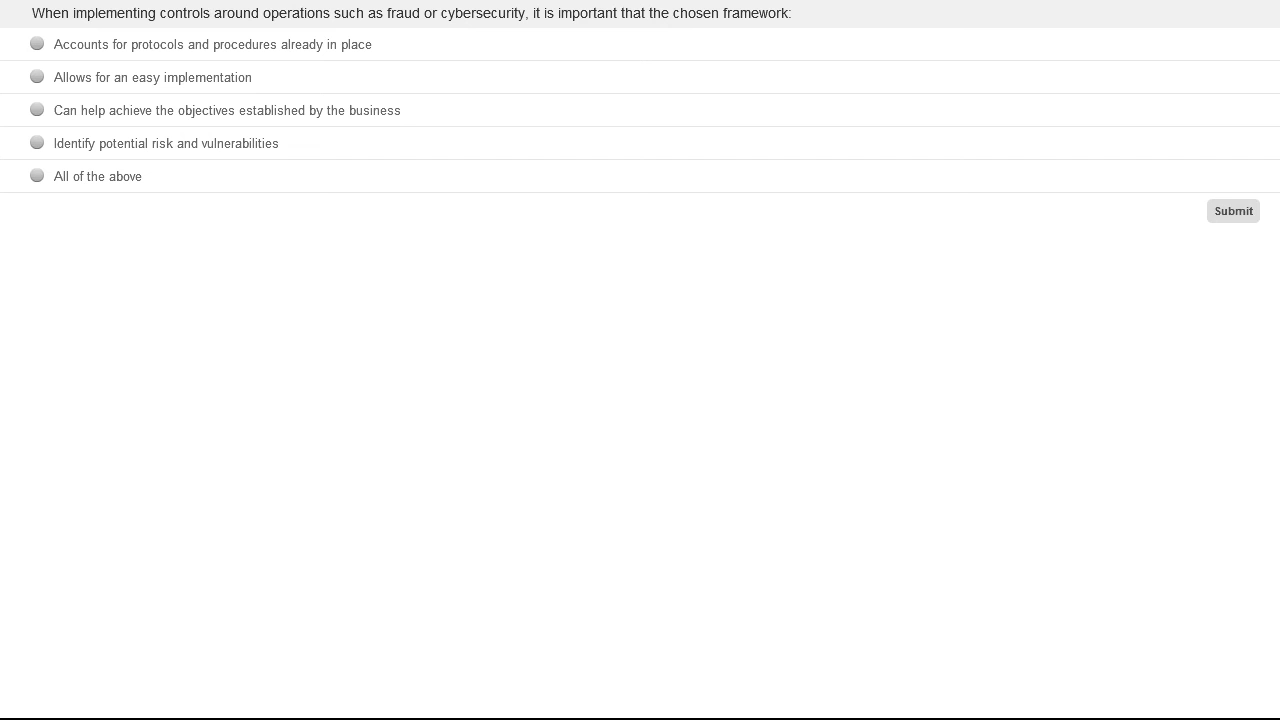 When implementing controls around operations such as fraud or cybersecurity, it is important that the chosen framework:
Accounts for protocols and procedures already in place
Allows for an easy implementation
Can help achieve the objectives established by the business
Identify potential risk and vulnerabilities
All of the above
Submit